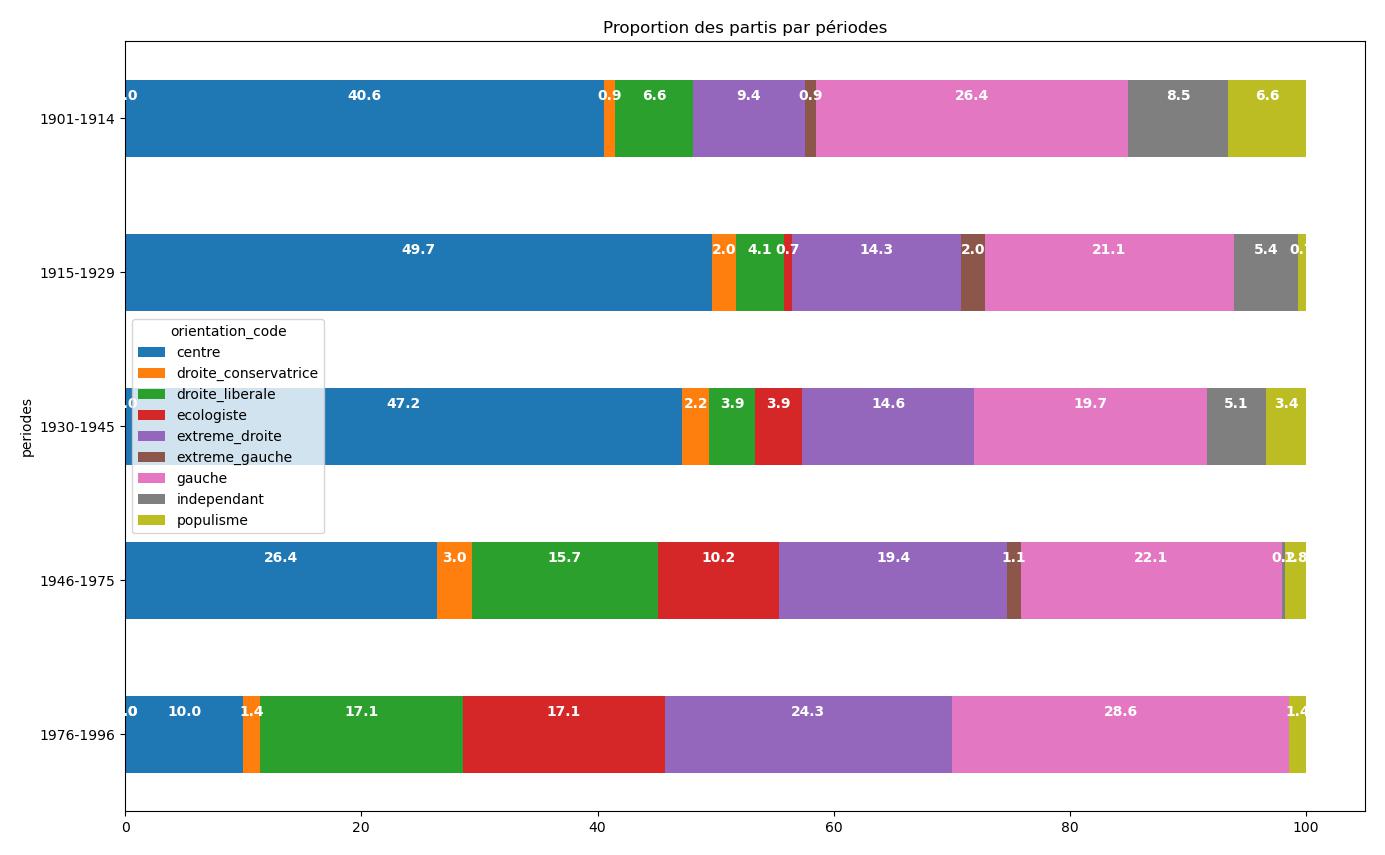 Proportion des partis par périodes
1901-1914
.0 40.6 0.9 6.6 9.4 0.9 26.4 8.5 6.6
1915-1929
49.7 2.0 4.1 0.7 14.3 2.0 21.1 5.4 0.
orientation_code
centre
droite_conservatrice
droite_liberale
ecologiste
extreme_droite
extreme_gauche
gauche
independant
populisme
periodes
1930-1945
.0 47.2 2.2 3.9 3.9 14.6 19.7 5.1 3.4
1946-1975
26.4 3.0 15.7 10.2 19.4 1.1 22.1
1976-1996
.0 10.0 1.4 17.1 17.1 24.3 28.6 1.4
0 20 40 60 80 100